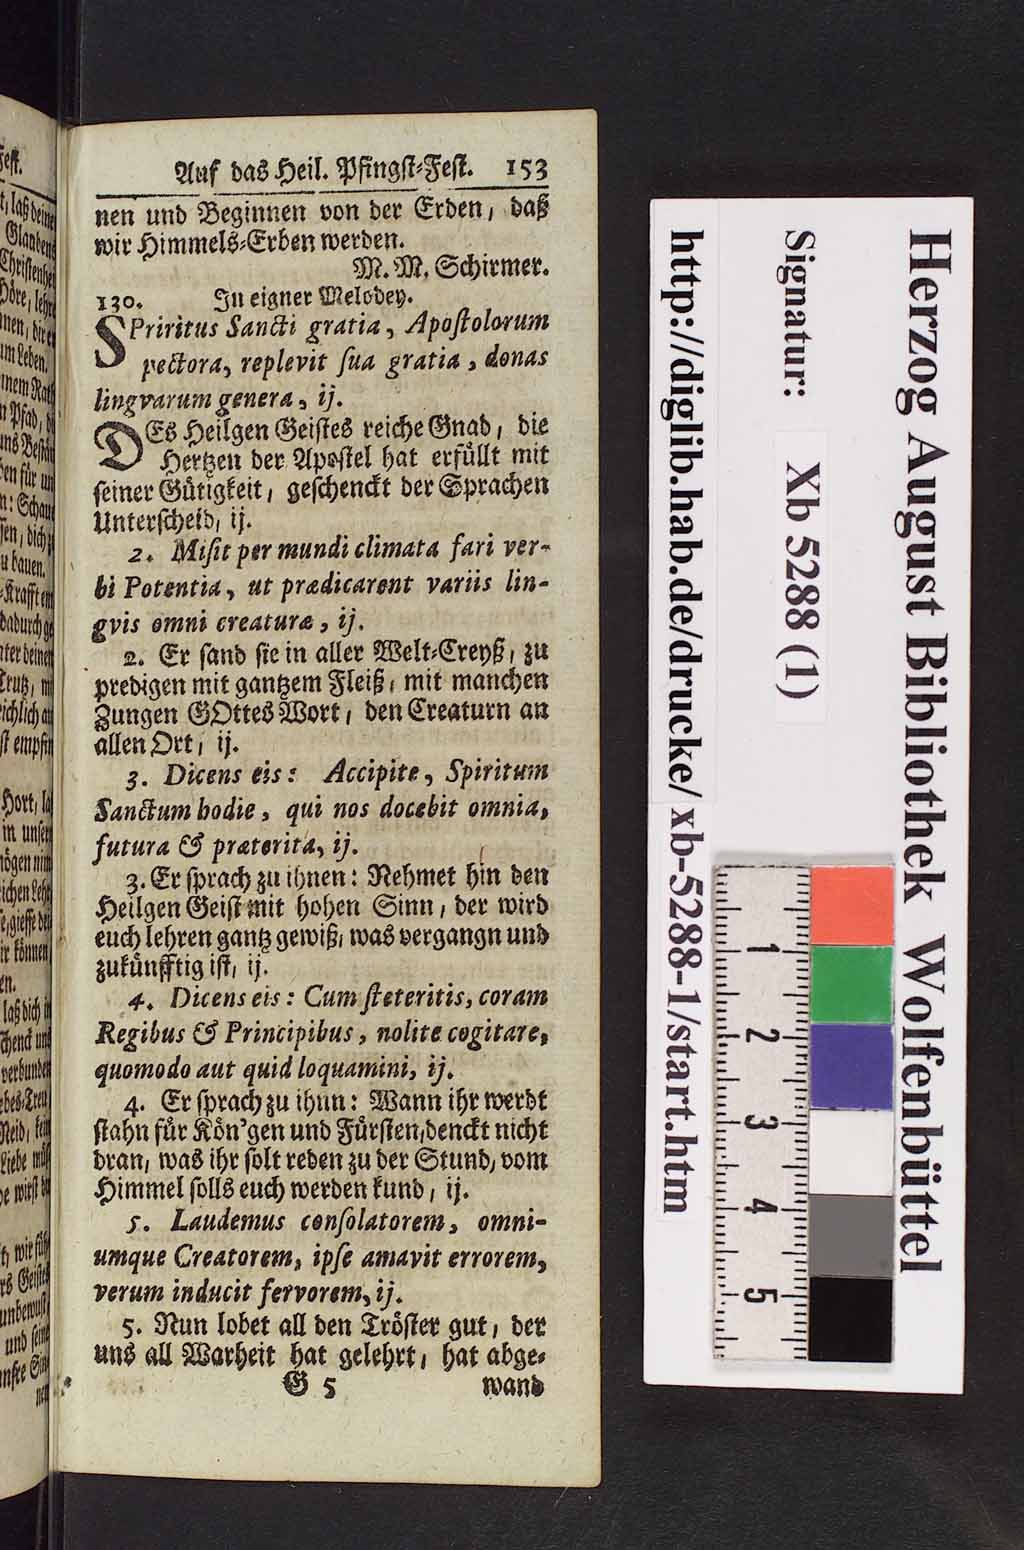 Auf das Heil. Pfingst-Fest. 153
nen und Beginnen von der Erden, daß
wir Himmels-Erben werden.
M. M. Schirmer.
130. In eigner Melodey.
SPriritus Sancti gratia, Apostolorum
pectora, replevit sua gratia, donas
lingvarum genera, ij.
DEs Heilgen Geistes reiche Gnad, die
Hertzen der Apostel hat erfüllt mit
seiner Gütigkeit, geschenckt der Sprachen
Unterscheid, ij.
2. Misit per mundi climata fari ver-
bi Potentia, ut prædicarent variis lin-
gvis omni creaturæ, ij.
2. Er sand sie in aller Welt-Creyß, zu
predigen mit gantzem Fleiß, mit manchen
Zungen GOttes Wort, den Creaturn an
allen Ort, ij.
3. Dicens eis: Accipite, Spiritum
Sanctum hodie, qui nos docebit omnia,
futura & præterita, ij.
3. Er sprach zu ihnen: Nehmet hin den
Heilgen Geist mit hohen Sinn, der wird
euch lehren gantz gewiß, was vergangn und
zukünfftig ist, ij.
4. Dicens eis: Cum steteritis, coram
Regibus & Principibus, nolite cogitare,
quomodo aut quid loquamini, ij.
4. Er sprach zu ihnn: Wann ihr werdt
stahn für Kön'gen und Fürsten, denckt nicht
dran, was ihr solt reden zu der Stund, vom
Himmel solls euch werden kund, ij.
5. Laudemus consolatorem, omni-
umque Creatorem, ipse amavit errorem,
verum inducit fervorem, ij.
5. Nun lobet all den Tröster gut, der
uns all Warheit hat gelehrt, hat abge-
G 5 wand
Herzog August Bibliothek Wolfenbüttel
Signatur: Xb 5288 (1)
http://diglib.hab.de/drucke/ xb-5288-1/start.htm
1
2
3
4
5